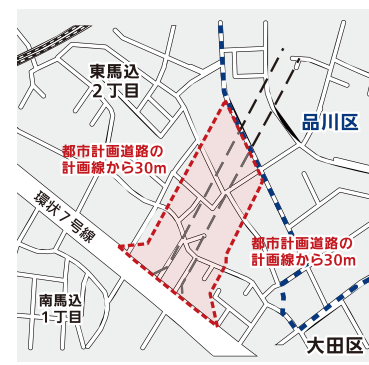 東馬込
2丁目
品川区
都市計画道路の
計画線から30m
環状7号線
都市計画道路の
計画線から30m
南馬込
1丁目
大田区